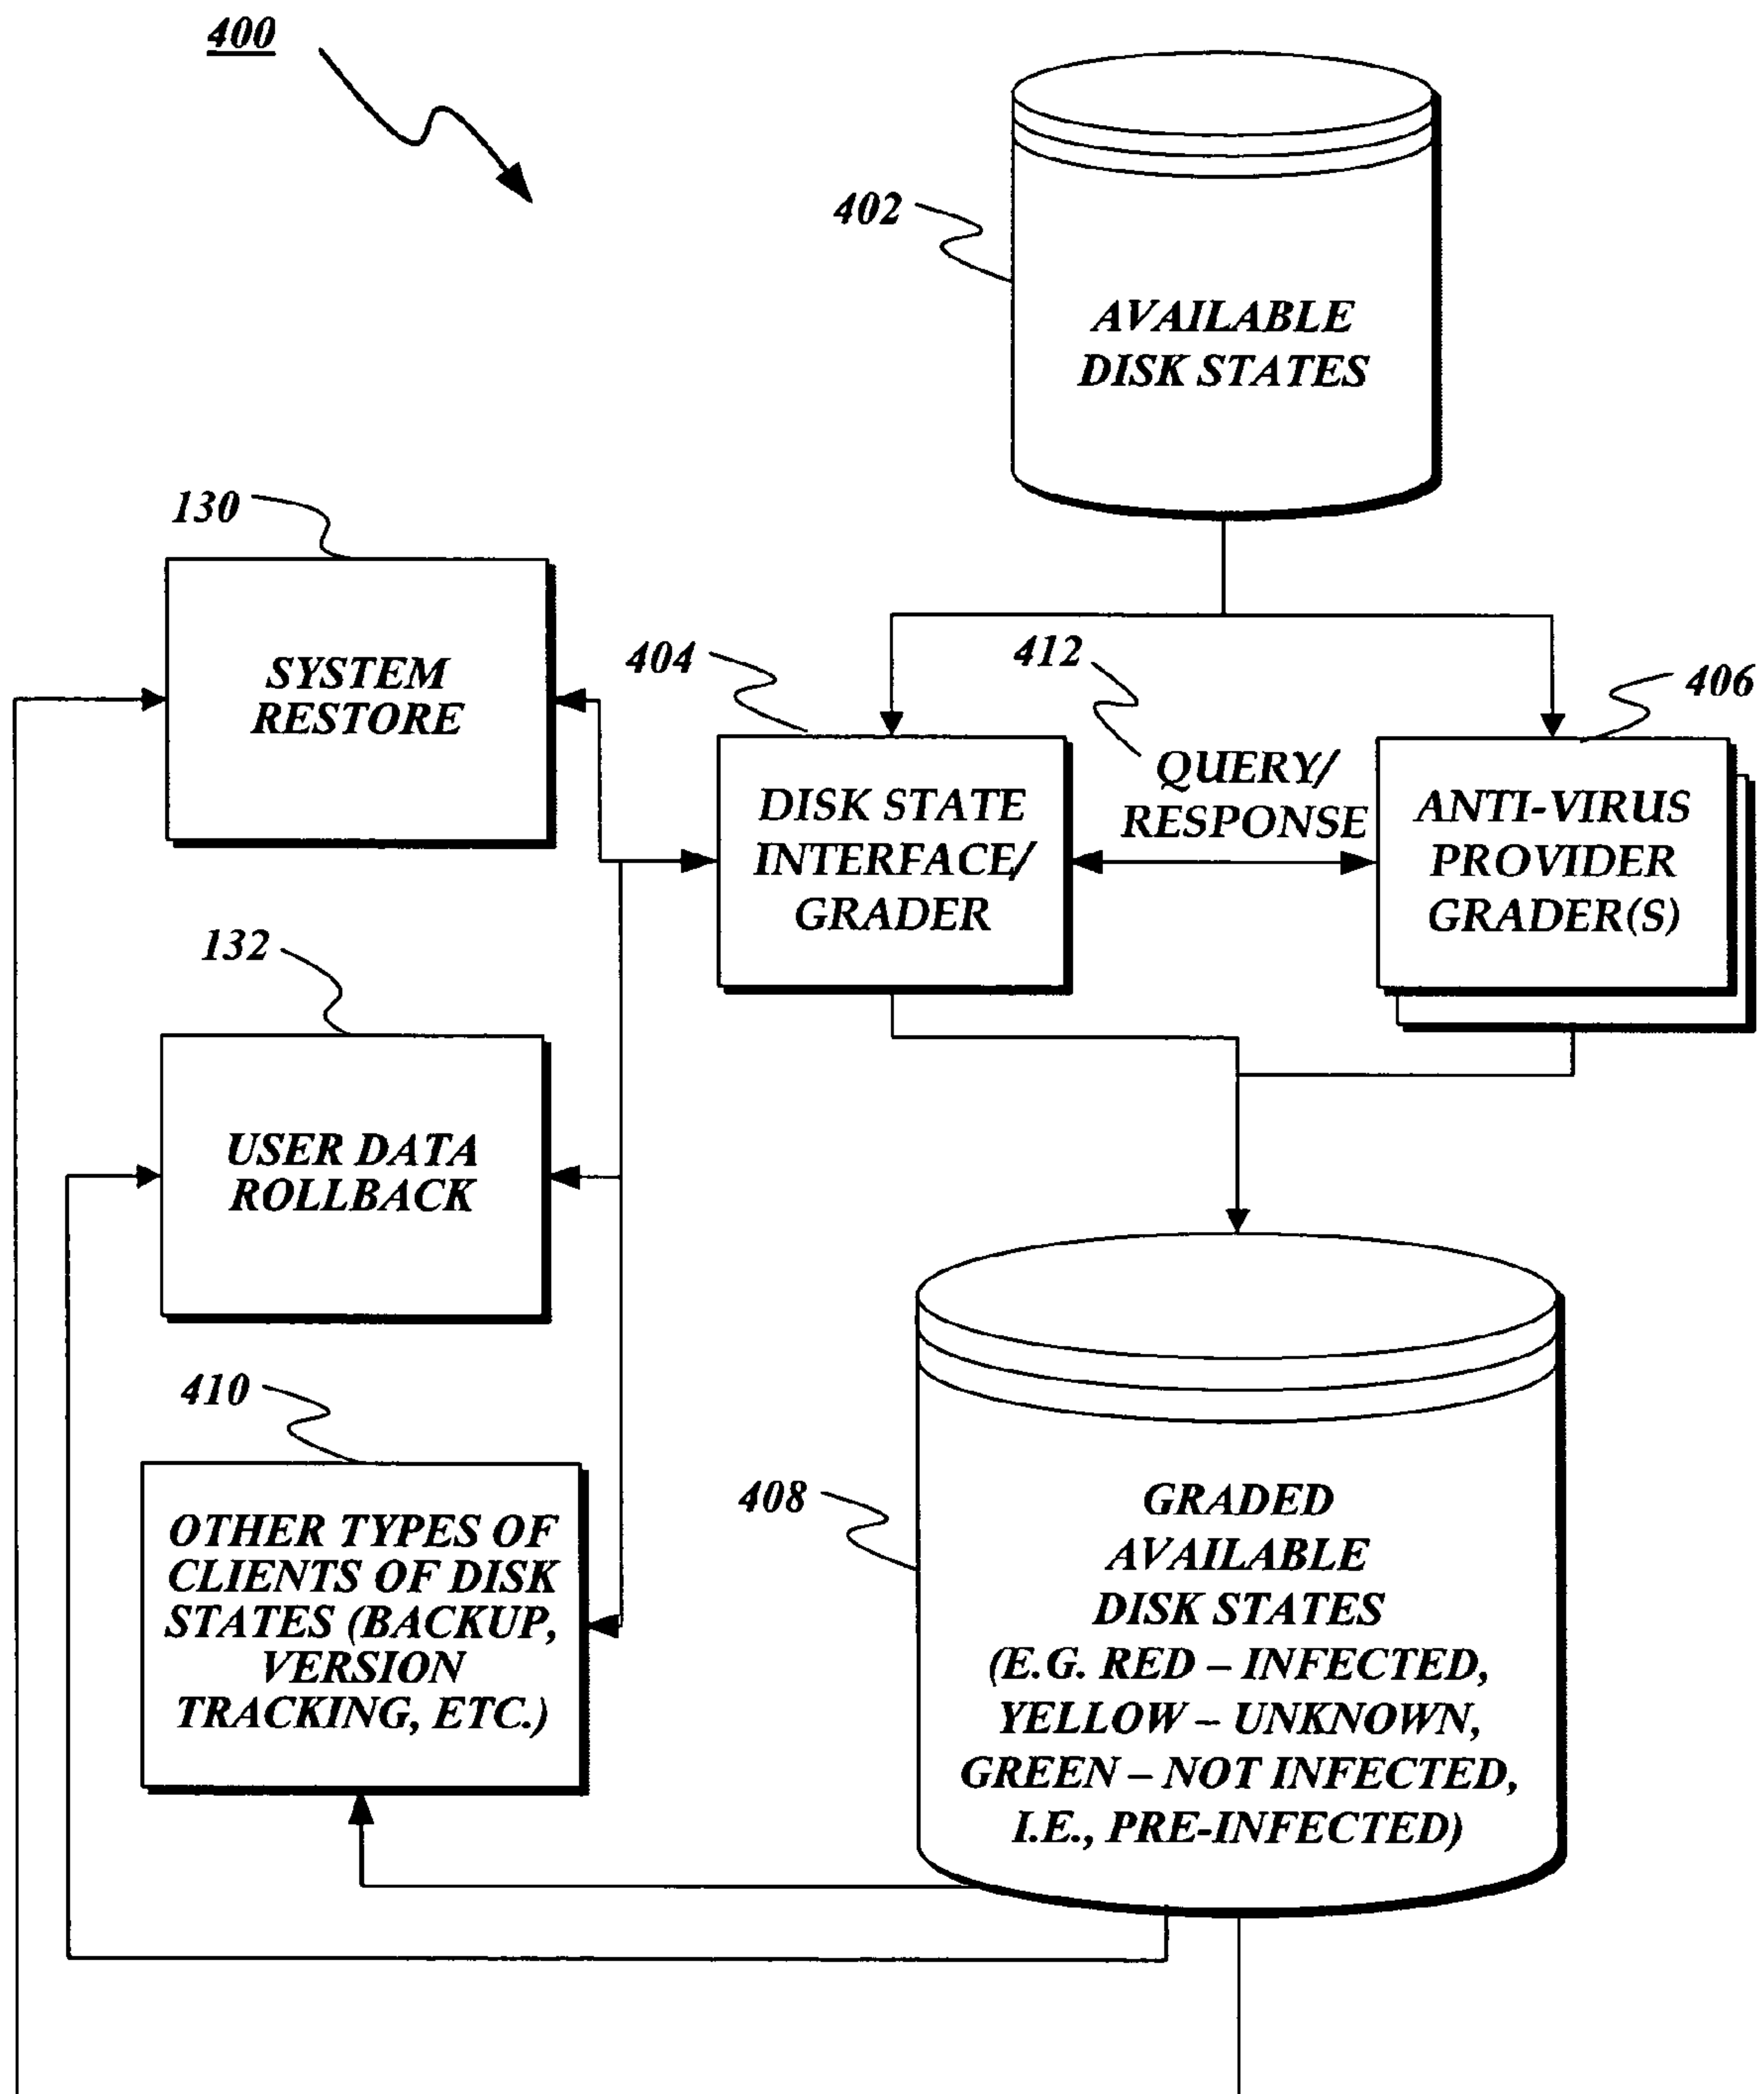 400
402
AVAILABLE
DISK STATES
130
SYSTEM
RESTORE
404
412
406
QUERY/
RESPONSE
DISK STATE
INTERFACE/
GRADER
ANTI-VIRUS
PROVIDER
GRADER(S)
132
USER DATA
ROLLBACK
410
OTHER TYPES OF
CLIENTS OF DISK
STATES (BACKUP,
VERSION
TRACKING, ETC.)
408
GRADED
AVAILABLE
DISK STATES
(E.G. RED – INFECTED,
YELLOW – UNKNOWN,
GREEN – NOT INFECTED,
I.E., PRE-INFECTED)